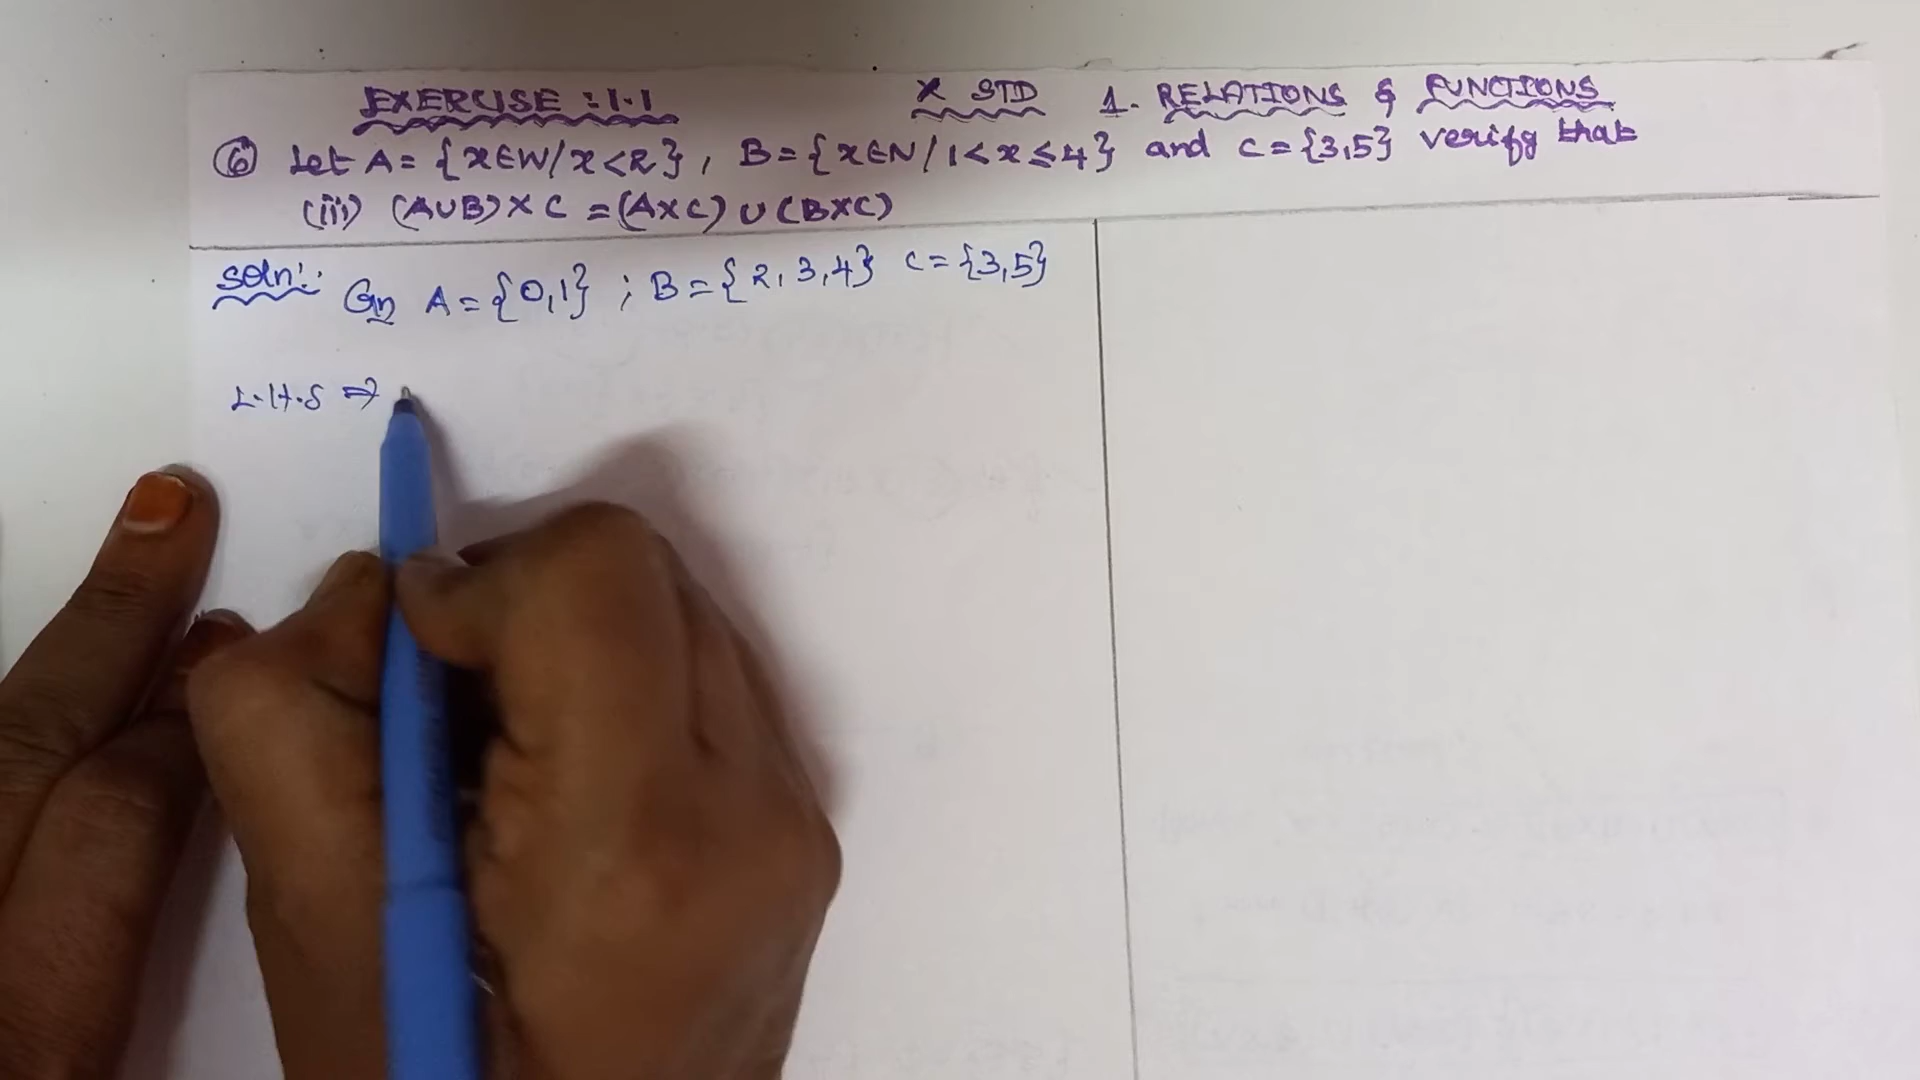 EXERCISE : 1.1 X STD 1. RELATIONS & FUNCTIONS
⑥ Let A = {x∈W/x<2}, B={x∈N/1<x≤4} and C={3,5} verify that
(iii) (A∪B)×C = (A×C) ∪ (B×C)
Soln:
Gn A={0,1} ; B={2,3,4} C={3,5}
L.H.S ⇒